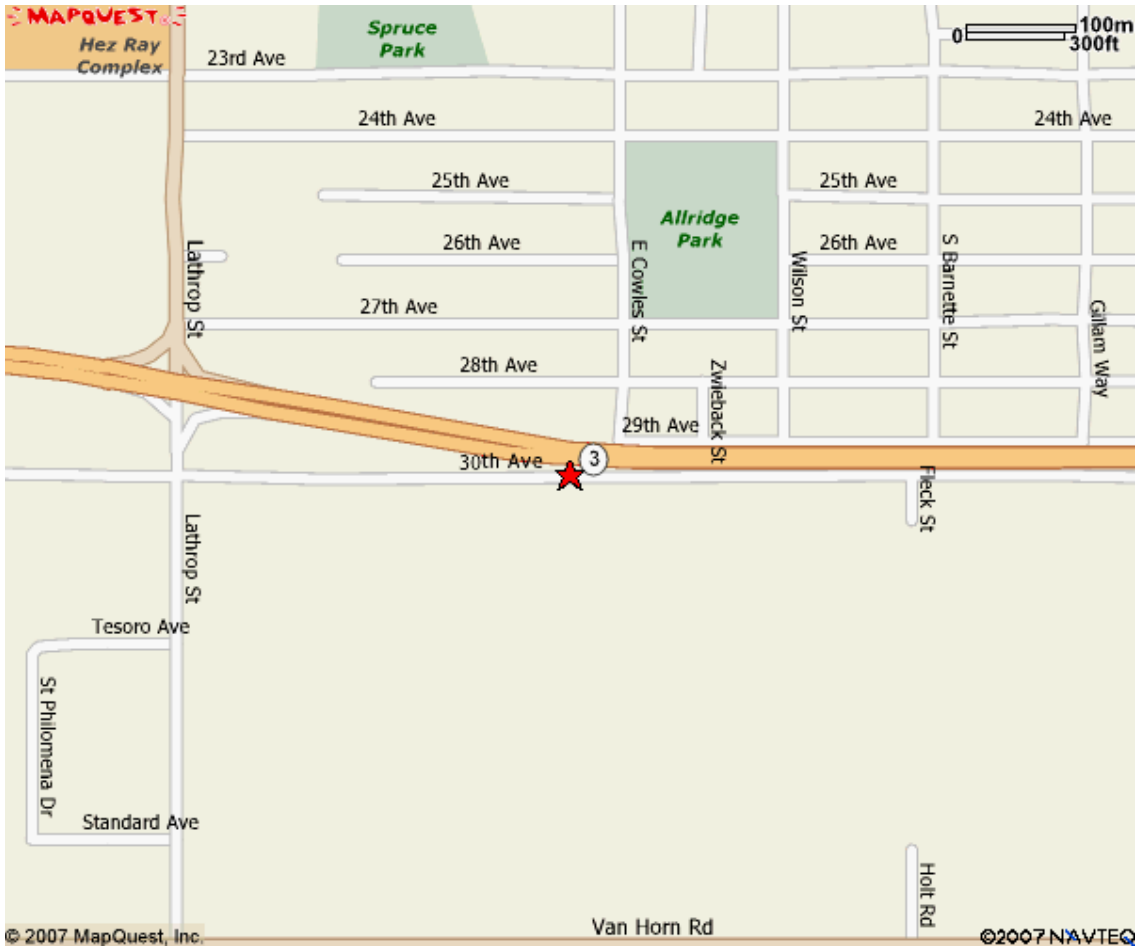 MAPQUEST
Hez Ray
Complex
Spruce
Park
0
100m
300ft
23rd Ave
24th Ave
24th Ave
25th Ave
25th Ave
Allridge
Park
26th Ave
26th Ave
Lathrop St
E Cowles St
Wilson St
S Barnette St
27th Ave
Gillam Way
28th Ave
Zwieback St
29th Ave
30th Ave
3
Fleck St
Lathrop St
Tesoro Ave
St Philomena Dr
Standard Ave
Holt Rd
Van Horn Rd
© 2007 MapQuest, Inc.
©2007 NAVTEQ